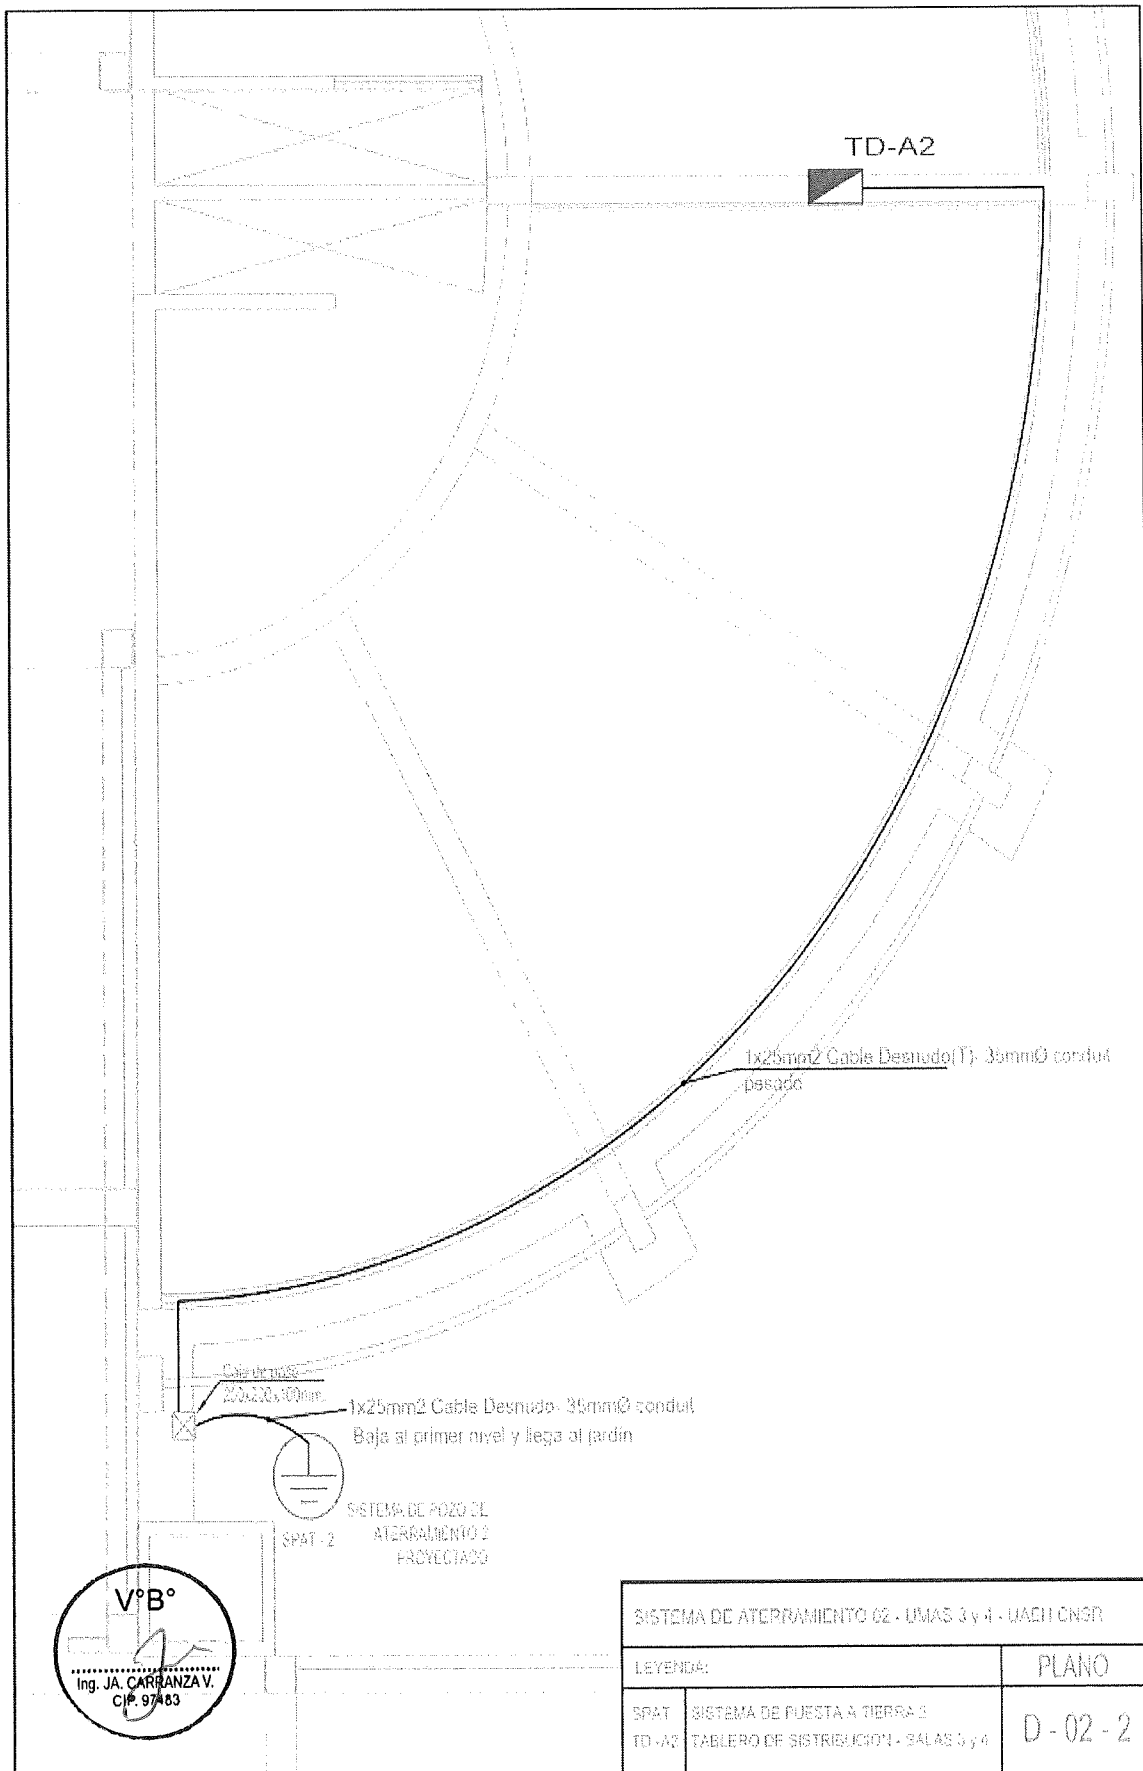 TD-A2
1x25mm2 Cable Desnudo(T)- 35mmØ conduit
pesado
Caja de paso
200x200x100mm
1x25mm2 Cable Desnudo- 35mmØ conduit
Baja al primer nivel y llega al jardin
SPAT - 2
SISTEMA DE POZO DE
ATERRAMIENTO 2
PROYECTADO
V°B°
Ing. JA. CARRANZA V.
CIP. 97483
SISTEMA DE ATERRAMIENTO 02 - UMAS 3 y 4 - UAEH CNSR
LEYENDA:
PLANO
SPAT SISTEMA DE PUESTA A TIERRA 2
TD-A2 TABLERO DE DISTRIBUCION - SALAS 3 y 4
D - 02 - 2